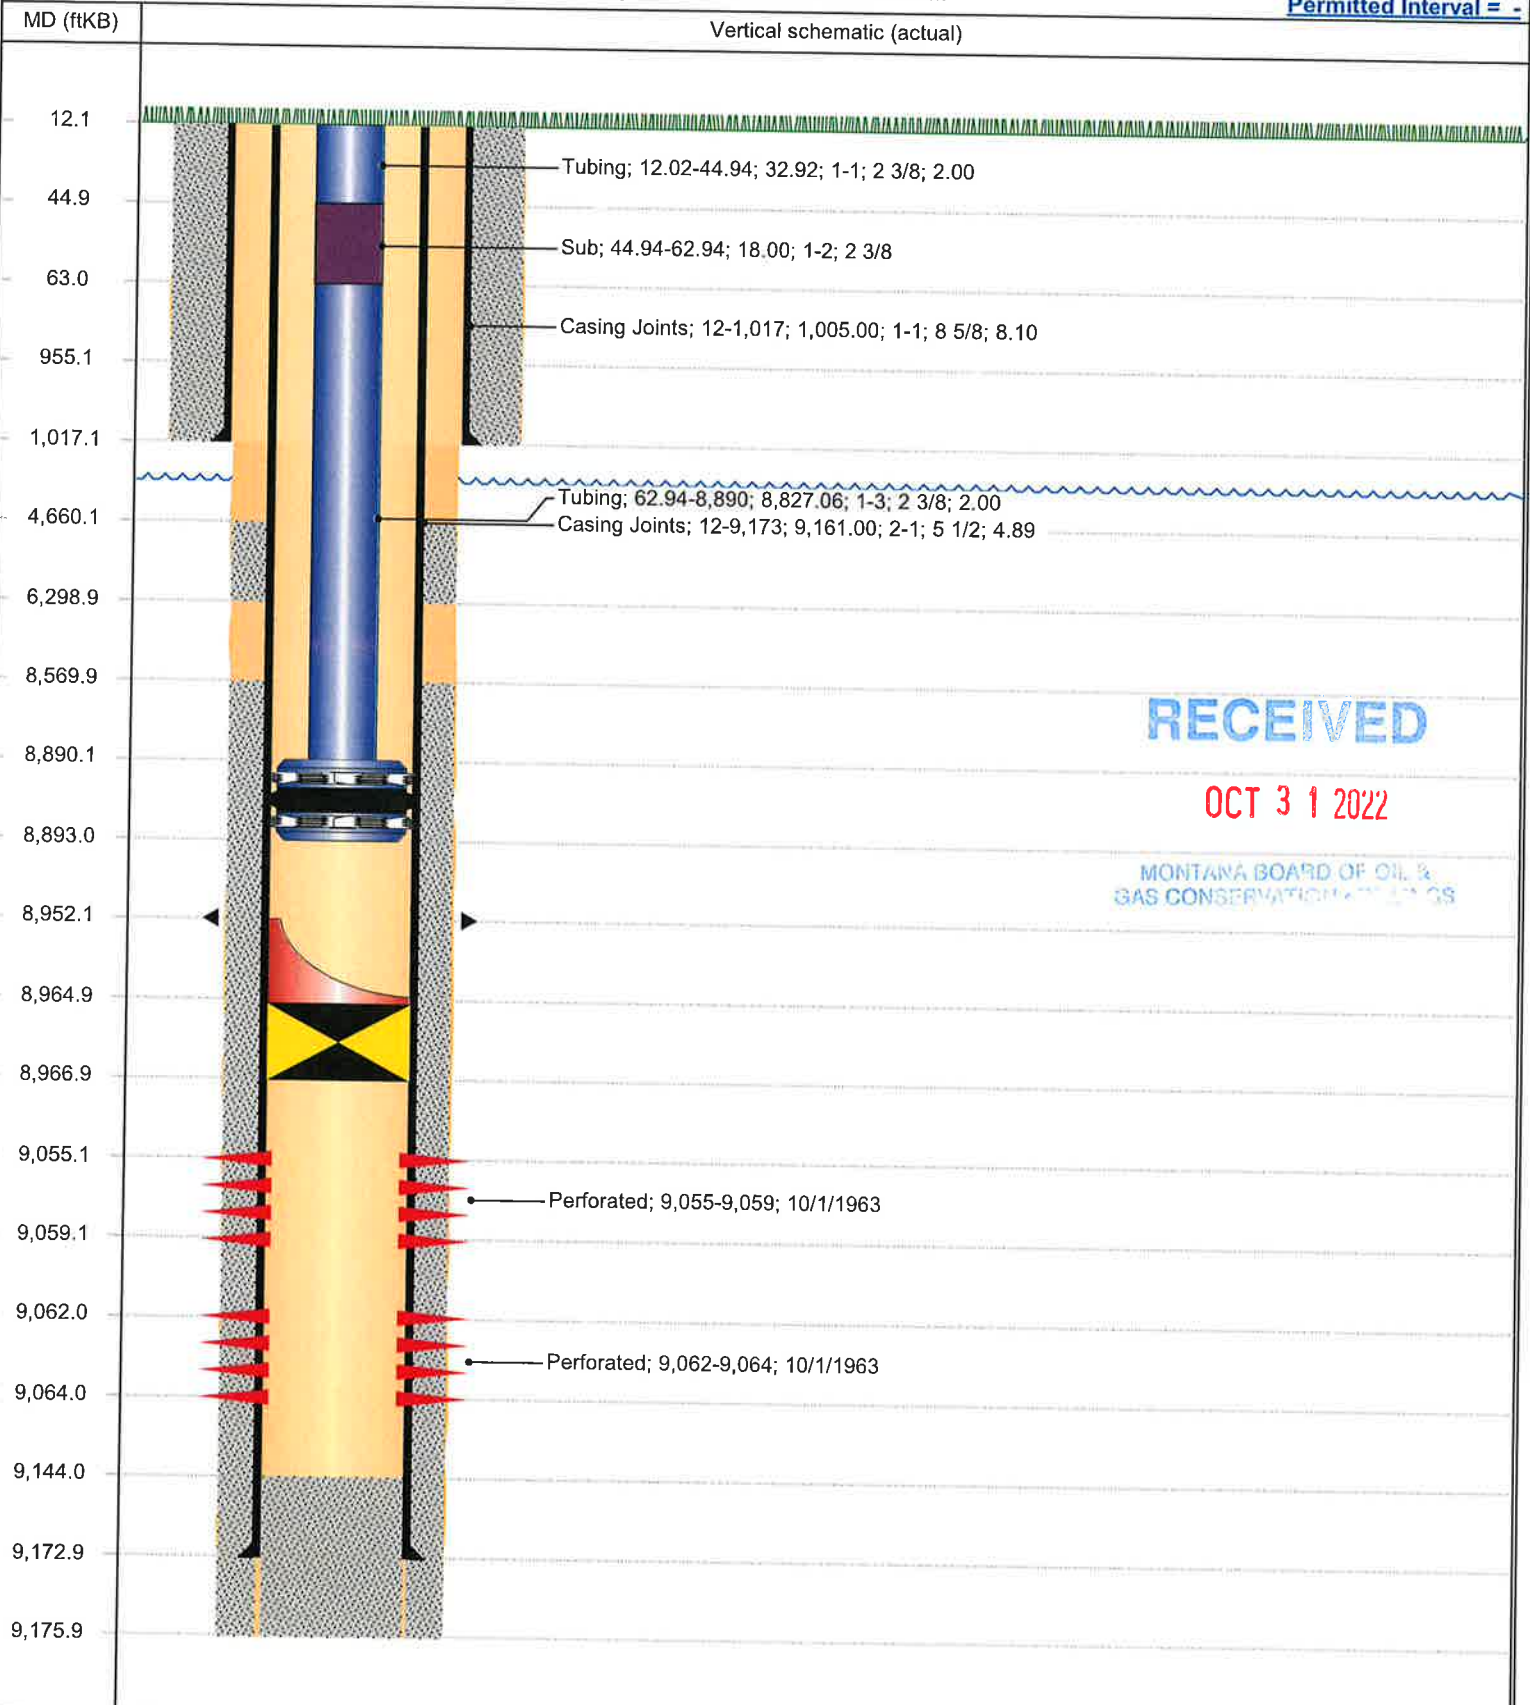 Permitted Interval = -
MD (ftKB)
Vertical schematic (actual)
12.1
Tubing; 12.02-44.94; 32.92; 1-1; 2 3/8; 2.00
44.9
Sub; 44.94-62.94; 18.00; 1-2; 2 3/8
63.0
Casing Joints; 12-1,017; 1,005.00; 1-1; 8 5/8; 8.10
955.1
1,017.1
Tubing; 62.94-8,890; 8,827.06; 1-3; 2 3/8; 2.00
4,660.1
Casing Joints; 12-9,173; 9,161.00; 2-1; 5 1/2; 4.89
6,298.9
8,569.9
RECEIVED
8,890.1
OCT 3 1 2022
8,893.0
MONTANA BOARD OF OIL &
GAS CONSERVATION
8,952.1
8,964.9
8,966.9
9,055.1
Perforated; 9,055-9,059; 10/1/1963
9,059.1
9,062.0
Perforated; 9,062-9,064; 10/1/1963
9,064.0
9,144.0
9,172.9
9,175.9